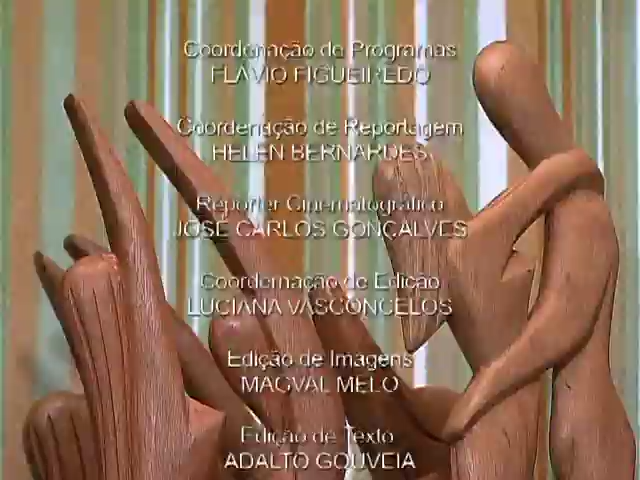 Coordenação de Programas
FLÁVIO FIGUEIREDO
Coordenação de Reportagem
HELEN BERNARDES
Repórter Cinematográfico
JOSÉ CARLOS GONÇALVES
Coordernação de Edição
LUCIANA VASCONCELOS
Edição de Imagens
MAGVAL MELO
Edição de Texto
ADALTO GOUVEIA